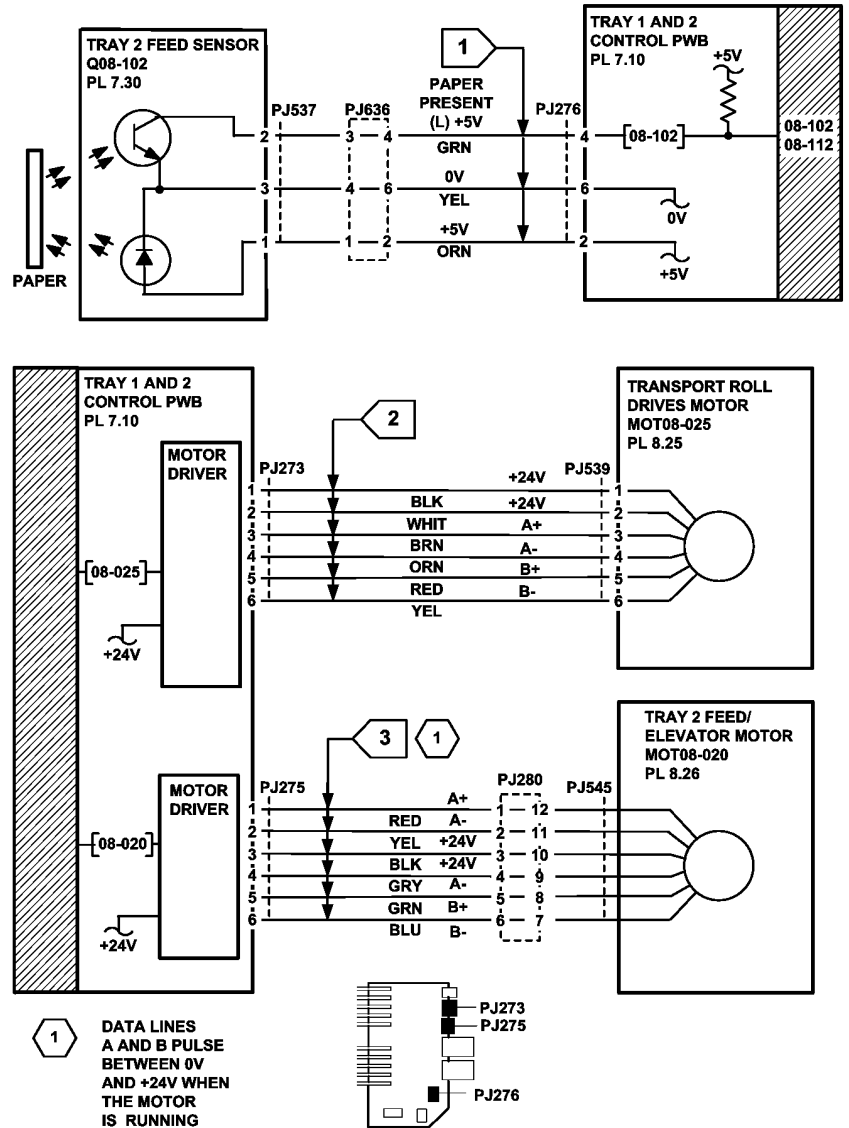 TRAY 2 FEED SENSOR
Q08-102
PL 7.30
PJ537
PJ636
1
PAPER
PRESENT
(L) +5V
PJ276
TRAY 1 AND 2
CONTROL PWB
PL 7.10
+5V
2
3
4
4
[08-102]
08-102
08-112
GRN
0V
3
4
6
6
YEL
0V
+5V
1
1
2
2
ORN
+5V
PAPER
TRAY 1 AND 2
CONTROL PWB
PL 7.10
MOTOR
DRIVER
PJ273
2
PJ539
TRANSPORT ROLL
DRIVES MOTOR
MOT08-025
PL 8.25
1 +24V 1
2 BLK +24V 2
3 WHIT A+ 3
4 BRN A- 4
5 ORN B+ 5
6 RED B- 6
YEL
[08-025]
+24V
MOTOR
DRIVER
PJ275
3
1
PJ280
PJ545
TRAY 2 FEED/
ELEVATOR MOTOR
MOT08-020
PL 8.26
1 A+ 1 12
2 RED A- 2 11
3 YEL +24V 3 10
4 BLK +24V 4 9
5 GRY A- 5 8
6 GRN B+ 6 7
BLU B-
[08-020]
+24V
1
DATA LINES
A AND B PULSE
BETWEEN 0V
AND +24V WHEN
THE MOTOR
IS RUNNING
PJ273
PJ275
PJ276